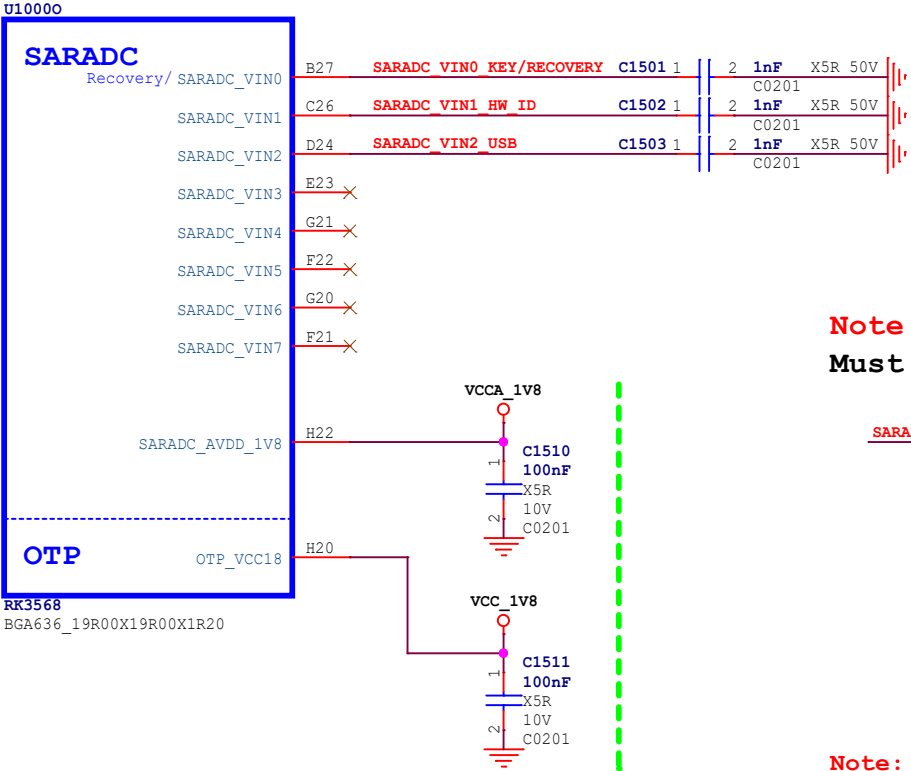 U1000O
SARADC
Recovery/ SARADC_VIN0 B27 SARADC_VIN0_KEY/RECOVERY C1501 1 2 1nF X5R 50V
C0201
SARADC_VIN1 C26 SARADC_VIN1_HW_ID C1502 1 2 1nF X5R 50V
C0201
SARADC_VIN2 D24 SARADC_VIN2_USB C1503 1 2 1nF X5R 50V
C0201
SARADC_VIN3 E23
SARADC_VIN4 G21
SARADC_VIN5 F22
SARADC_VIN6 G20
SARADC_VIN7 F21
Note
Must
VCCA_1V8
SARA
SARADC_AVDD_1V8 H22
1 C1510
100nF
X5R
10V
2 C0201
OTP
OTP_VCC18 H20
VCC_1V8
RK3568
BGA636_19R00X19R00X1R20
1 C1511
100nF
X5R
10V
2 C0201
Note: